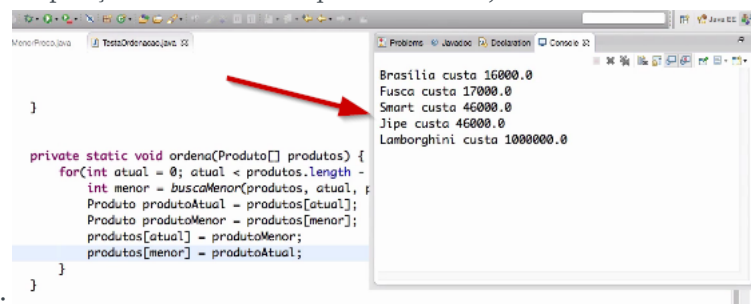 MenorPreco.java
TestaOrdenacao.java
Problems Javadoc Declaration Console
Java EE
Brasília custa 16000.0
Fusca custa 17000.0
Smart custa 46000.0
Jipe custa 46000.0
Lamborghini custa 1000000.0
}
private static void ordena(Produto[] produtos) {
for(int atual = 0; atual < produtos.length -
int menor = buscaMenor(produtos, atual, p
Produto produtoAtual = produtos[atual];
Produto produtoMenor = produtos[menor];
produtos[atual] = produtoMenor;
produtos[menor] = produtoAtual;
}
}